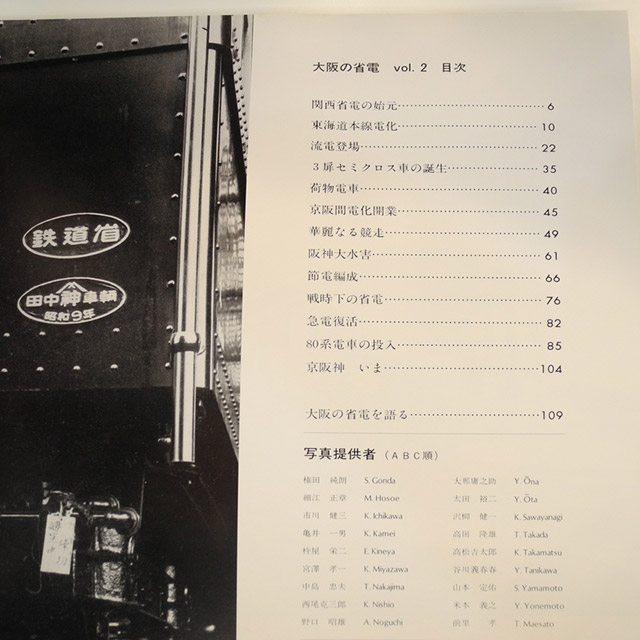 鉄道省
田中神車輌
昭和9年
大阪の省電 vol. 2 目次
関西省電の始元……………………………6
東海道本線電化……………………………10
流電登場……………………………22
3扉セミクロス車の誕生……………………………35
荷物電車……………………………40
京阪間電化開業……………………………45
華麗なる競走……………………………49
阪神大水害……………………………61
節電編成……………………………66
戦時下の省電……………………………76
急電復活……………………………82
80系電車の投入……………………………85
京阪神 いま……………………………104
大阪の省電を語る……………………………109
写真提供者(ABC順)
権田 純朗 S. Gonda 大那庸之助 Y. Ōna
細江 正章 M. Hosoe 太田 裕二 Y. Ōta
市川 健三 K. Ichikawa 沢柳 健一 K. Sawayanagi
亀井 一男 K. Kamei 高田 隆雄 T. Takada
杵屋 栄二 E. Kineya 高松吉太郎 K. Takamatsu
宮澤 孝一 K. Miyazawa 谷川義春 Y. Tanikawa
中島 忠夫 T. Nakajima 山本 定佑 S. Yamamoto
西尾克三郎 K. Nishio 米本 義之 Y. Yonemoto
野口 昭雄 A. Noguchi 前里 孝 T. Maesato